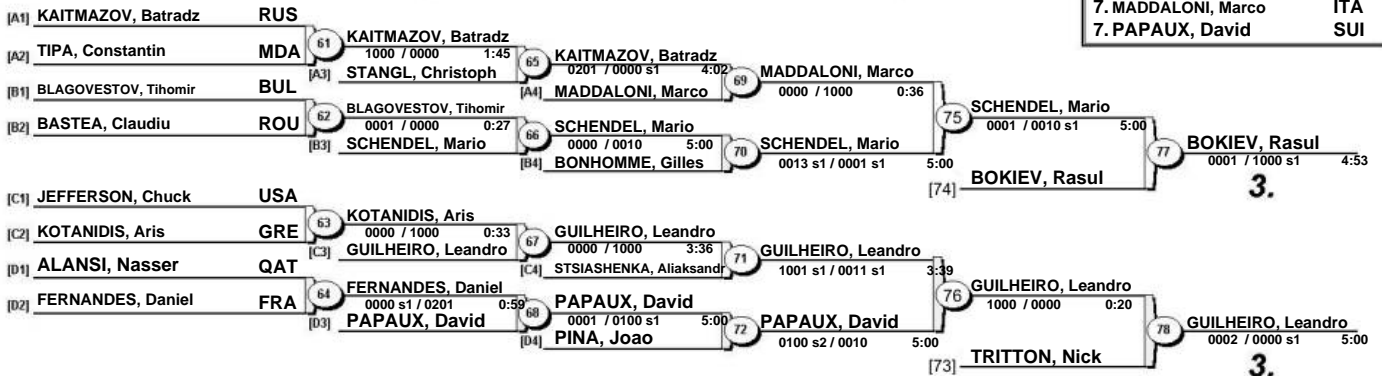 7. MADDALONI, Marco ITA
7. PAPAUX, David SUI
[A1] KAITMAZOV, Batradz RUS
[A2] TIPA, Constantin MDA
61 KAITMAZOV, Batradz
1000 / 0000 1:45
[A3] STANGL, Christoph
65 KAITMAZOV, Batradz
0201 / 0000 s1 4:02
[A4] MADDALONI, Marco
69 MADDALONI, Marco
0000 / 1000 0:36
[B1] BLAGOVESTOV, Tihomir BUL
[B2] BASTEA, Claudiu ROU
62 BLAGOVESTOV, Tihomir
0001 / 0000 0:27
[B3] SCHENDEL, Mario
66 SCHENDEL, Mario
0000 / 0010 5:00
[B4] BONHOMME, Gilles
70 SCHENDEL, Mario
0013 s1 / 0001 s1 5:00
75 SCHENDEL, Mario
0001 / 0010 s1 5:00
[74] BOKIEV, Rasul
77 BOKIEV, Rasul
0001 / 1000 s1 4:53
3.
[C1] JEFFERSON, Chuck USA
[C2] KOTANIDIS, Aris GRE
63 KOTANIDIS, Aris
0000 / 1000 0:33
[C3] GUILHEIRO, Leandro
67 GUILHEIRO, Leandro
0000 / 1000 3:36
[C4] STSIASHENKA, Aliaksandr
71 GUILHEIRO, Leandro
1001 s1 / 0011 s1 3:39
[D1] ALANSI, Nasser QAT
[D2] FERNANDES, Daniel FRA
64 FERNANDES, Daniel
0000 s1 / 0201 0:59
[D3] PAPAUX, David
68 PAPAUX, David
0001 / 0100 s1 5:00
[D4] PINA, Joao
72 PAPAUX, David
0100 s2 / 0010 5:00
76 GUILHEIRO, Leandro
1000 / 0000 0:20
[73] TRITTON, Nick
78 GUILHEIRO, Leandro
0002 / 0000 s1 5:00
3.